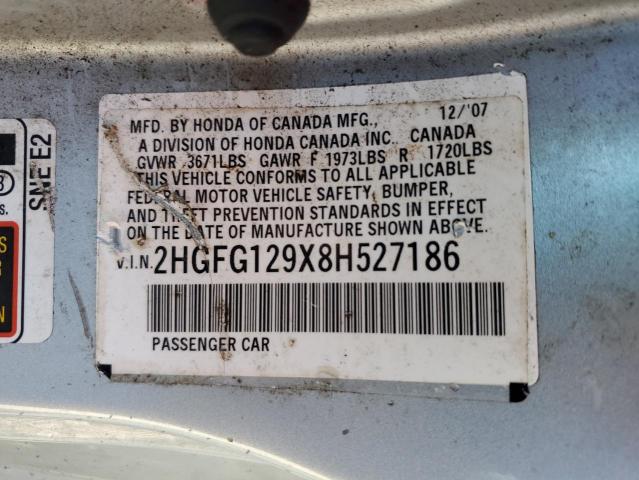 12/'07
MFD. BY HONDA OF CANADA MFG.,
A DIVISION OF HONDA CANADA INC. CANADA
GVWR 3671LBS GAWR F 1973LBS R 1720LBS
THIS VEHICLE CONFORMS TO ALL APPLICABLE
FEDERAL MOTOR VEHICLE SAFETY, BUMPER,
AND THEFT PREVENTION STANDARDS IN EFFECT
ON THE DATE OF MANUFACTURE SHOWN ABOVE.
V.I.N. 2HGFG129X8H527186
PASSENGER CAR
SNE E2